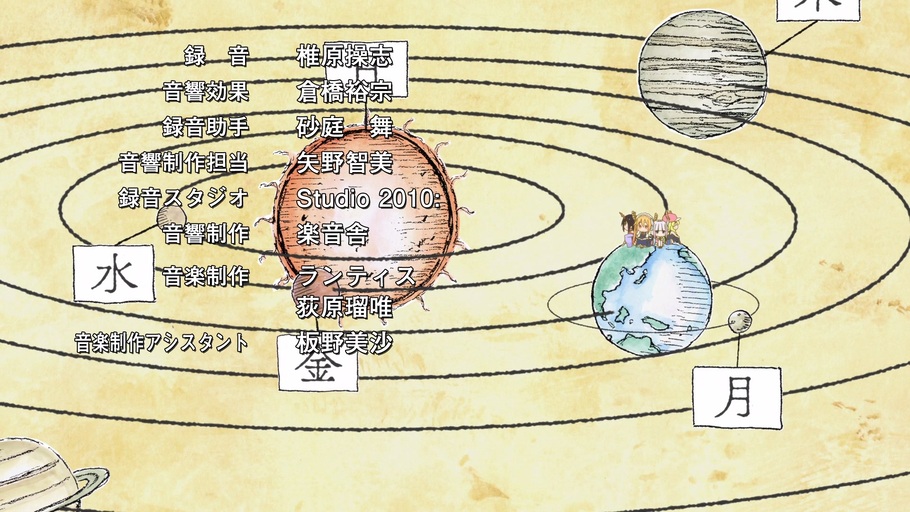 録音 椎原操志
音響効果 倉橋裕宗
録音助手 砂庭 舞
音響制作担当 矢野智美
録音スタジオ Studio 2010:
音響制作 楽音舎
音楽制作 ランティス
荻原瑠唯
音楽制作アシスタント 板野美沙
日
水
金
月